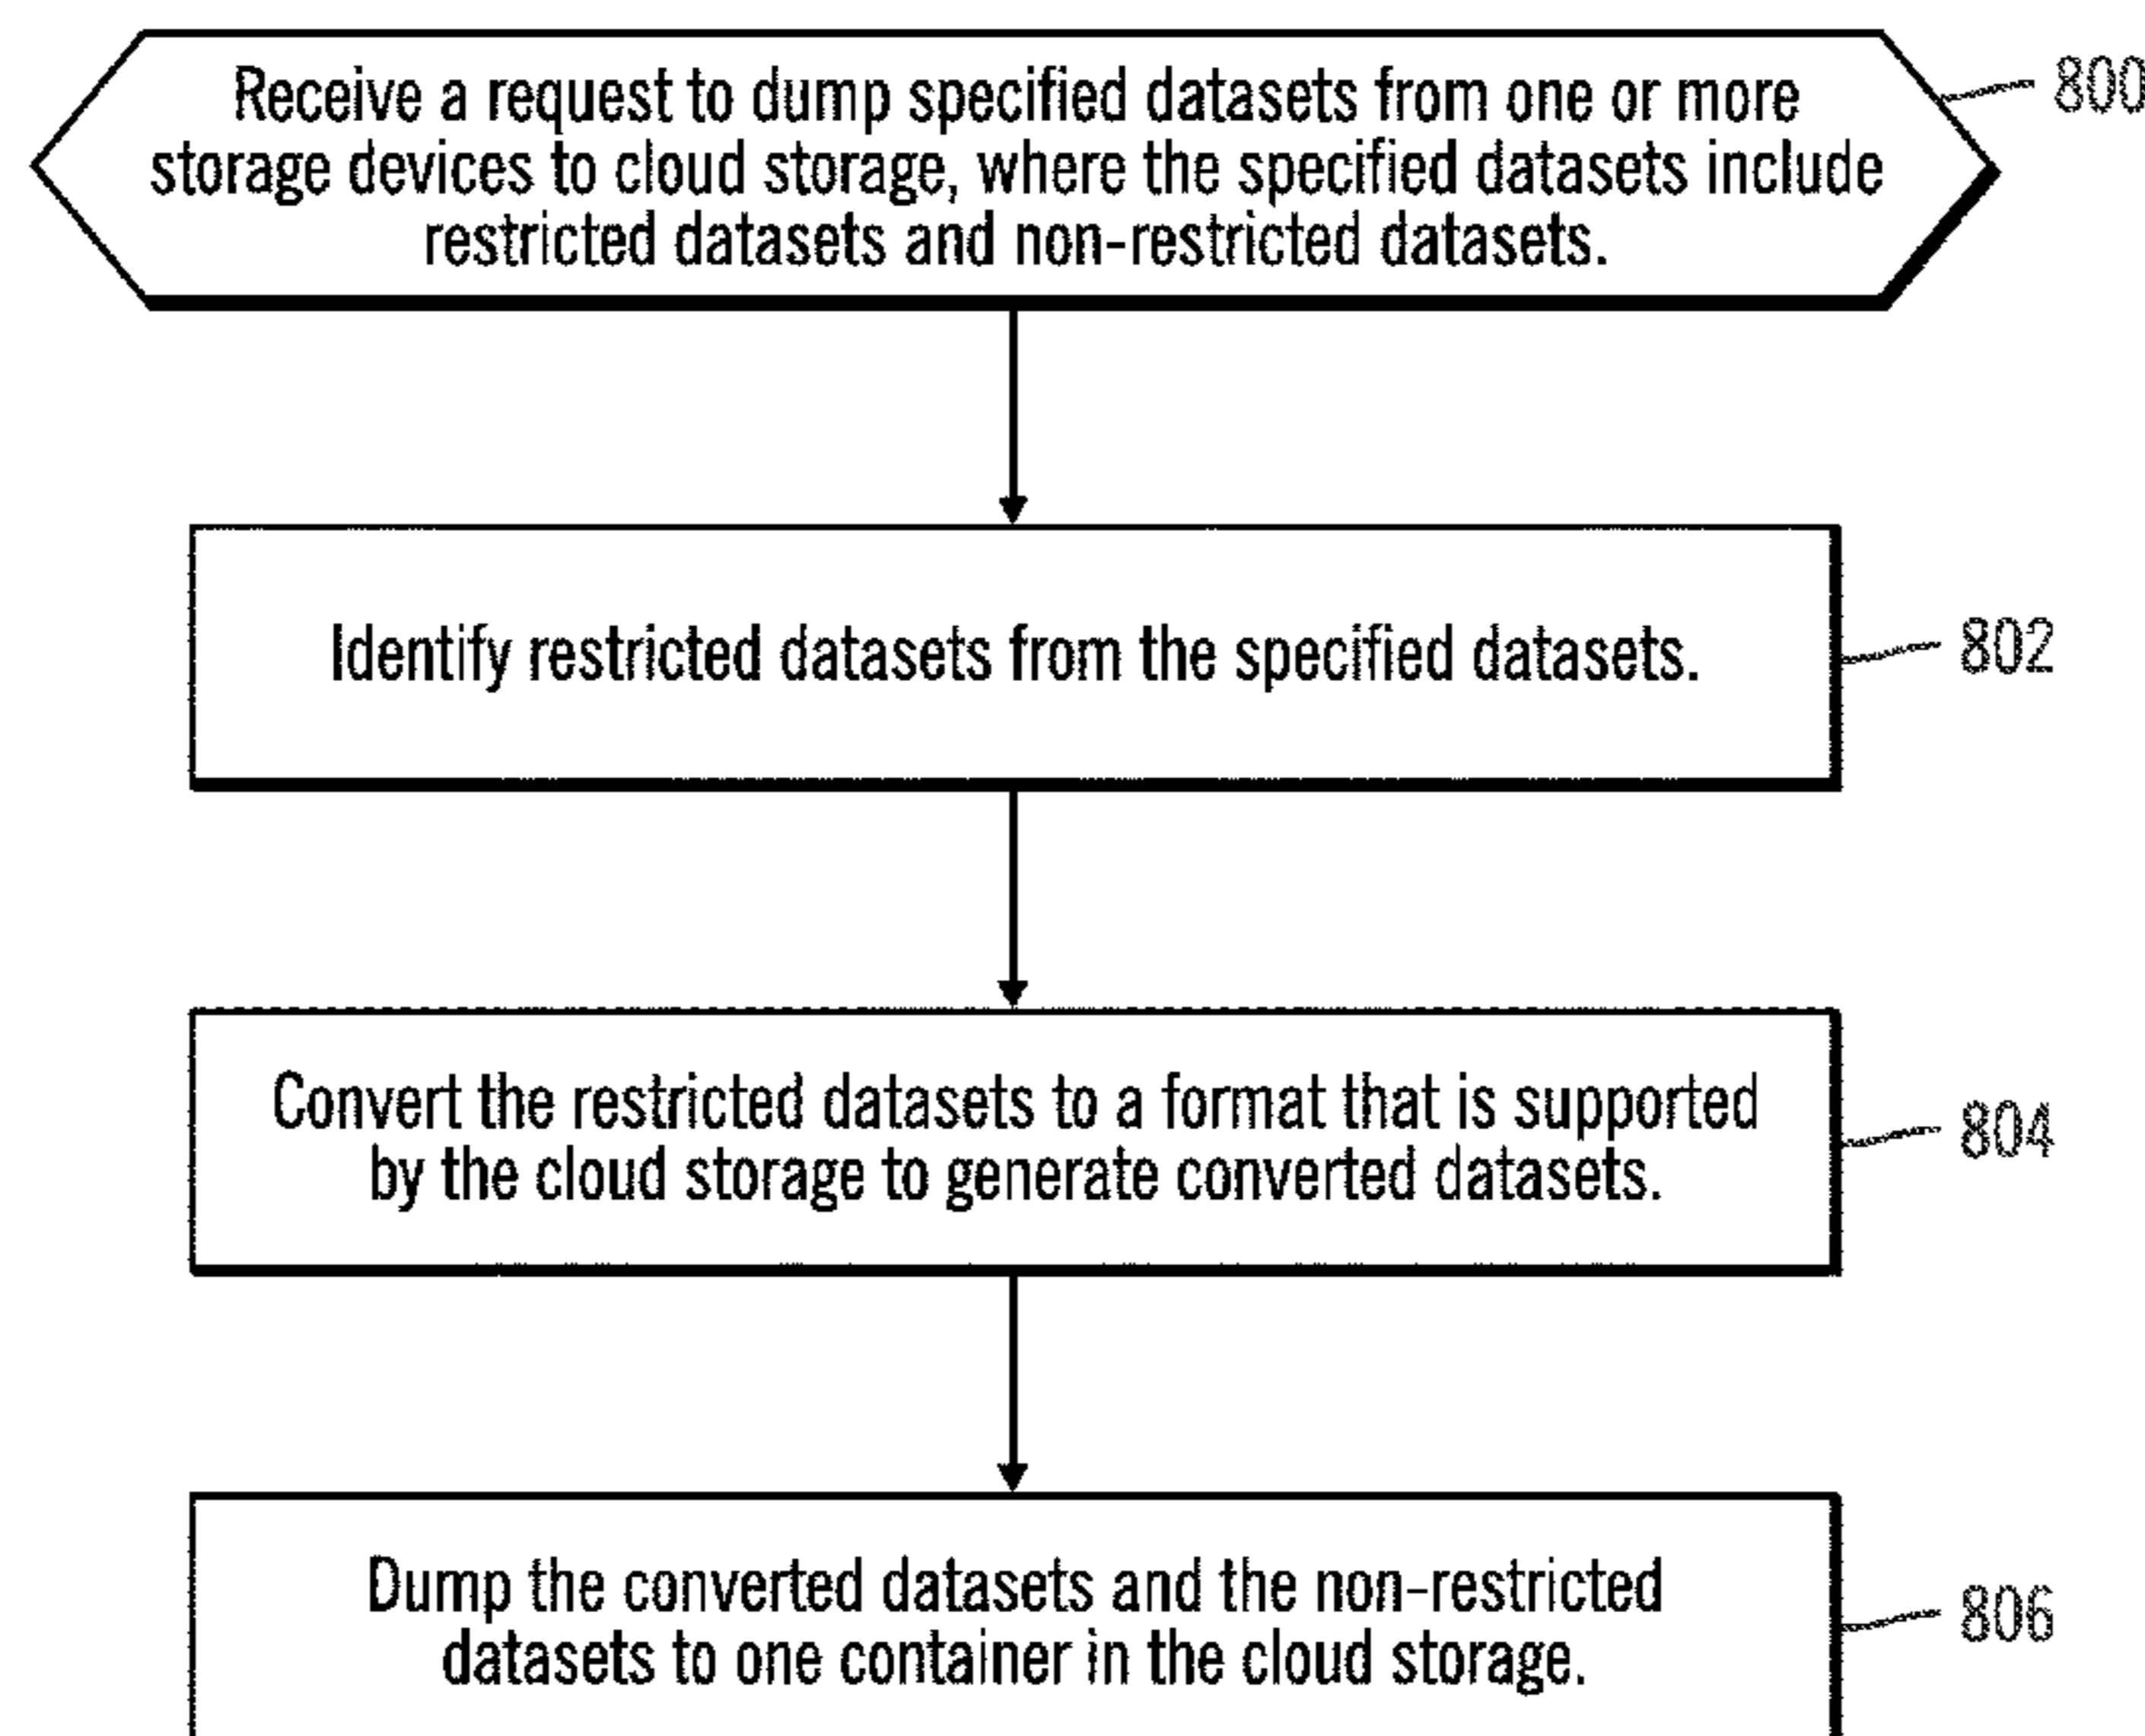 Receive a request to dump specified datasets from one or more
800
storage devices to cloud storage, where the specified datasets include
restricted datasets and non-restricted datasets.
Identify restricted datasets from the specified datasets.
802
Convert the restricted datasets to a format that is supported
804
by the cloud storage to generate converted datasets.
Dump the converted datasets and the non-restricted
806
datasets to one container in the cloud storage.